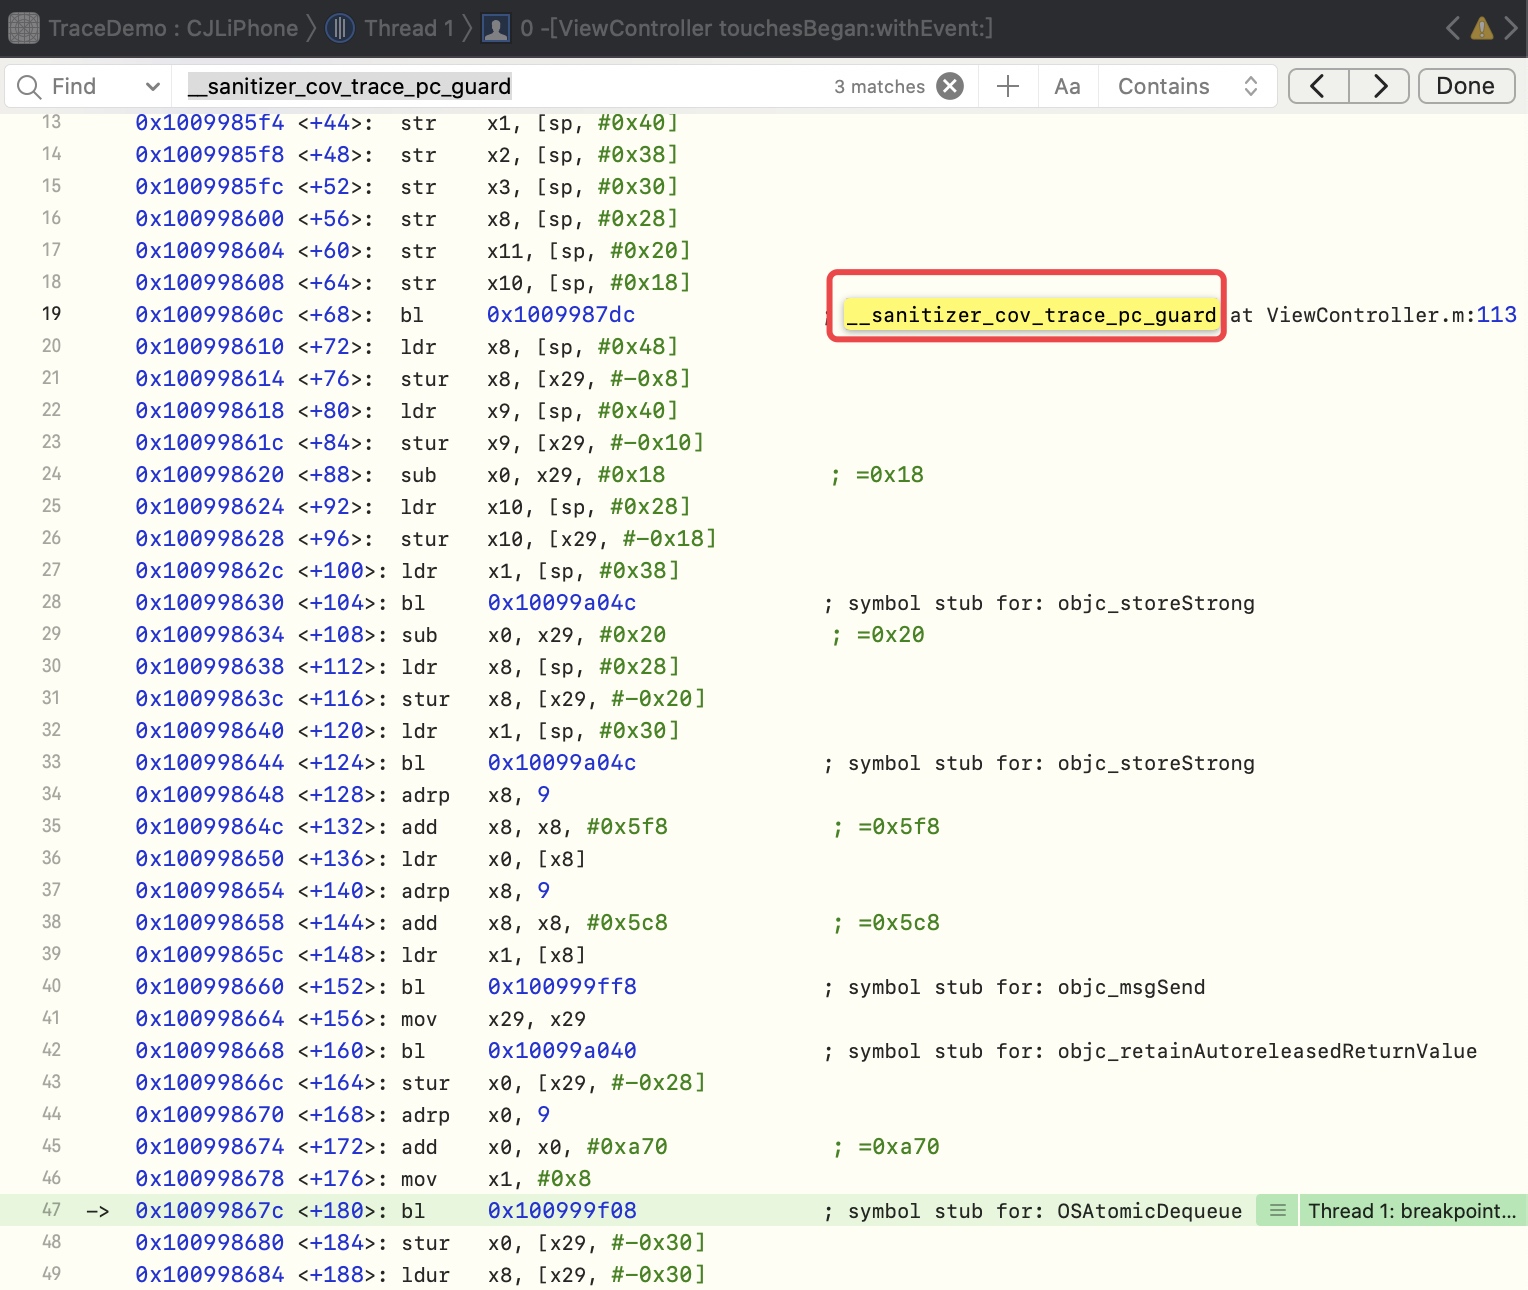 TraceDemo : CJLiPhone 〉 Thread 1 〉 0 -[ViewController touchesBegan:withEvent:]
Find __sanitizer_cov_trace_pc_guard 3 matches Aa Contains Done
13 0x1009985f4 <+44>: str x1, [sp, #0x40]
14 0x1009985f8 <+48>: str x2, [sp, #0x38]
15 0x1009985fc <+52>: str x3, [sp, #0x30]
16 0x100998600 <+56>: str x8, [sp, #0x28]
17 0x100998604 <+60>: str x11, [sp, #0x20]
18 0x100998608 <+64>: str x10, [sp, #0x18]
19 0x10099860c <+68>: bl 0x1009987dc ; __sanitizer_cov_trace_pc_guard at ViewController.m:113
20 0x100998610 <+72>: ldr x8, [sp, #0x48]
21 0x100998614 <+76>: stur x8, [x29, #-0x8]
22 0x100998618 <+80>: ldr x9, [sp, #0x40]
23 0x10099861c <+84>: stur x9, [x29, #-0x10]
24 0x100998620 <+88>: sub x0, x29, #0x18 ; =0x18
25 0x100998624 <+92>: ldr x10, [sp, #0x28]
26 0x100998628 <+96>: stur x10, [x29, #-0x18]
27 0x10099862c <+100>: ldr x1, [sp, #0x38]
28 0x100998630 <+104>: bl 0x10099a04c ; symbol stub for: objc_storeStrong
29 0x100998634 <+108>: sub x0, x29, #0x20 ; =0x20
30 0x100998638 <+112>: ldr x8, [sp, #0x28]
31 0x10099863c <+116>: stur x8, [x29, #-0x20]
32 0x100998640 <+120>: ldr x1, [sp, #0x30]
33 0x100998644 <+124>: bl 0x10099a04c ; symbol stub for: objc_storeStrong
34 0x100998648 <+128>: adrp x8, 9
35 0x10099864c <+132>: add x8, x8, #0x5f8 ; =0x5f8
36 0x100998650 <+136>: ldr x0, [x8]
37 0x100998654 <+140>: adrp x8, 9
38 0x100998658 <+144>: add x8, x8, #0x5c8 ; =0x5c8
39 0x10099865c <+148>: ldr x1, [x8]
40 0x100998660 <+152>: bl 0x100999ff8 ; symbol stub for: objc_msgSend
41 0x100998664 <+156>: mov x29, x29
42 0x100998668 <+160>: bl 0x10099a040 ; symbol stub for: objc_retainAutoreleasedReturnValue
43 0x10099866c <+164>: stur x0, [x29, #-0x28]
44 0x100998670 <+168>: adrp x0, 9
45 0x100998674 <+172>: add x0, x0, #0xa70 ; =0xa70
46 0x100998678 <+176>: mov x1, #0x8
47 -> 0x10099867c <+180>: bl 0x100999f08 ; symbol stub for: OSAtomicDequeue Thread 1: breakpoint...
48 0x100998680 <+184>: stur x0, [x29, #-0x30]
49 0x100998684 <+188>: ldur x8, [x29, #-0x30]